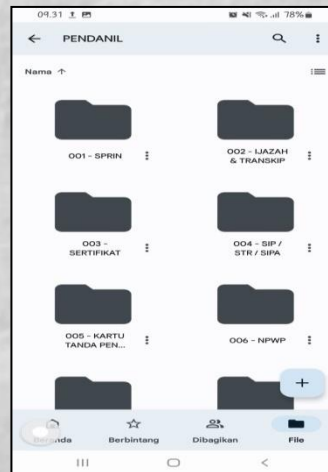 09.31 78%
PENDANIL
Nama
001 - SPRIN
002 - IJAZAH
& TRANSKIP
003 -
SERTIFIKAT
004 - SIP /
STR / SIPA
005 - KARTU
TANDA PEN...
006 - NPWP
Beranda Berbintang Dibagikan File